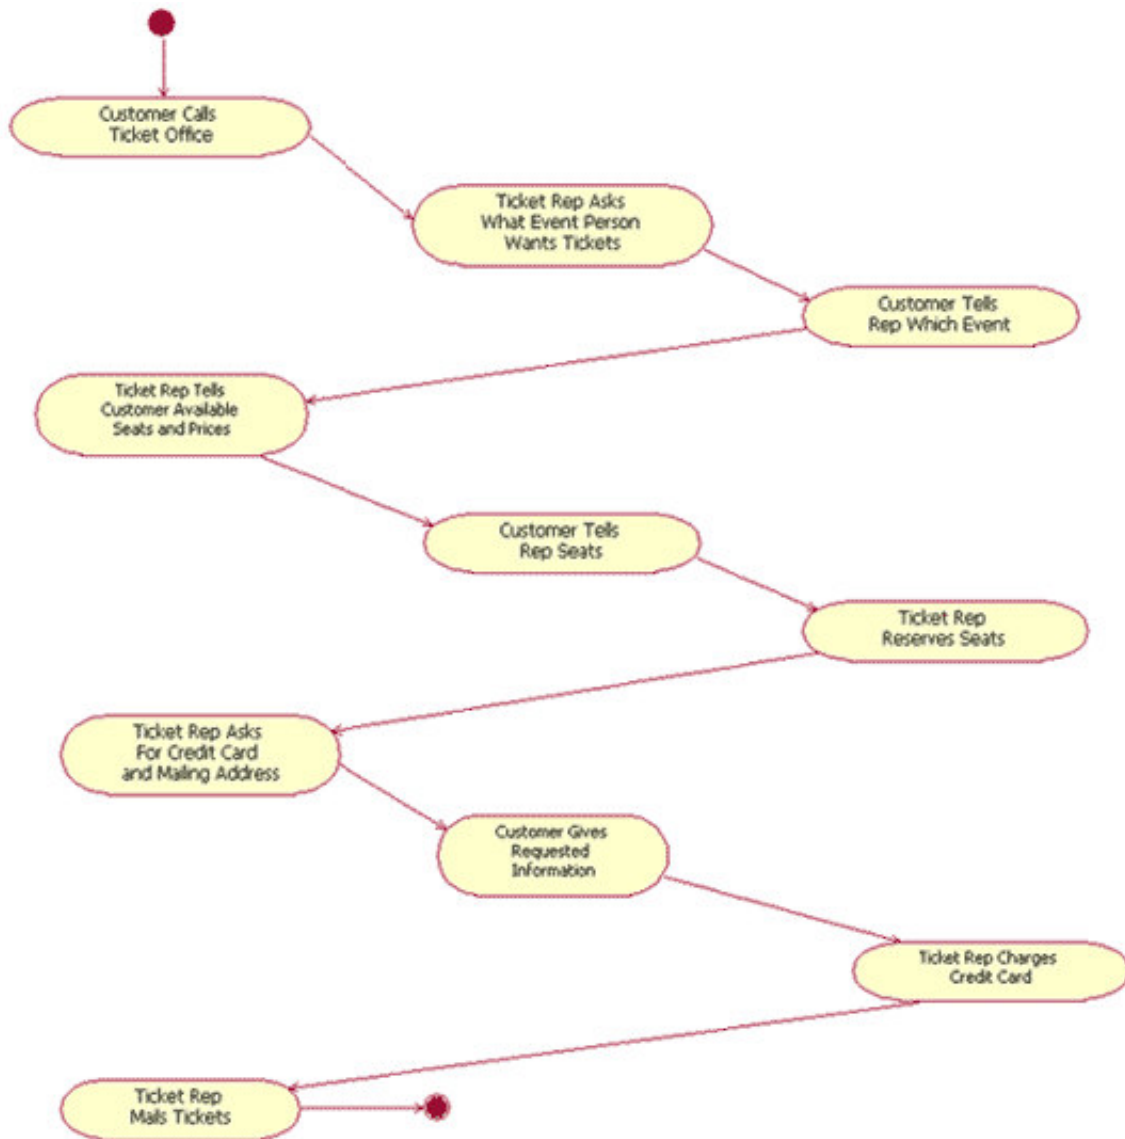 Customer Calls
Ticket Office
Ticket Rep Asks
What Event Person
Wants Tickets
Customer Tells
Rep Which Event
Ticket Rep Tells
Customer Available
Seats and Prices
Customer Tells
Rep Seats
Ticket Rep
Reserves Seats
Ticket Rep Asks
For Credit Card
and Mailing Address
Customer Gives
Requested
Information
Ticket Rep Charges
Credit Card
Ticket Rep
Mails Tickets